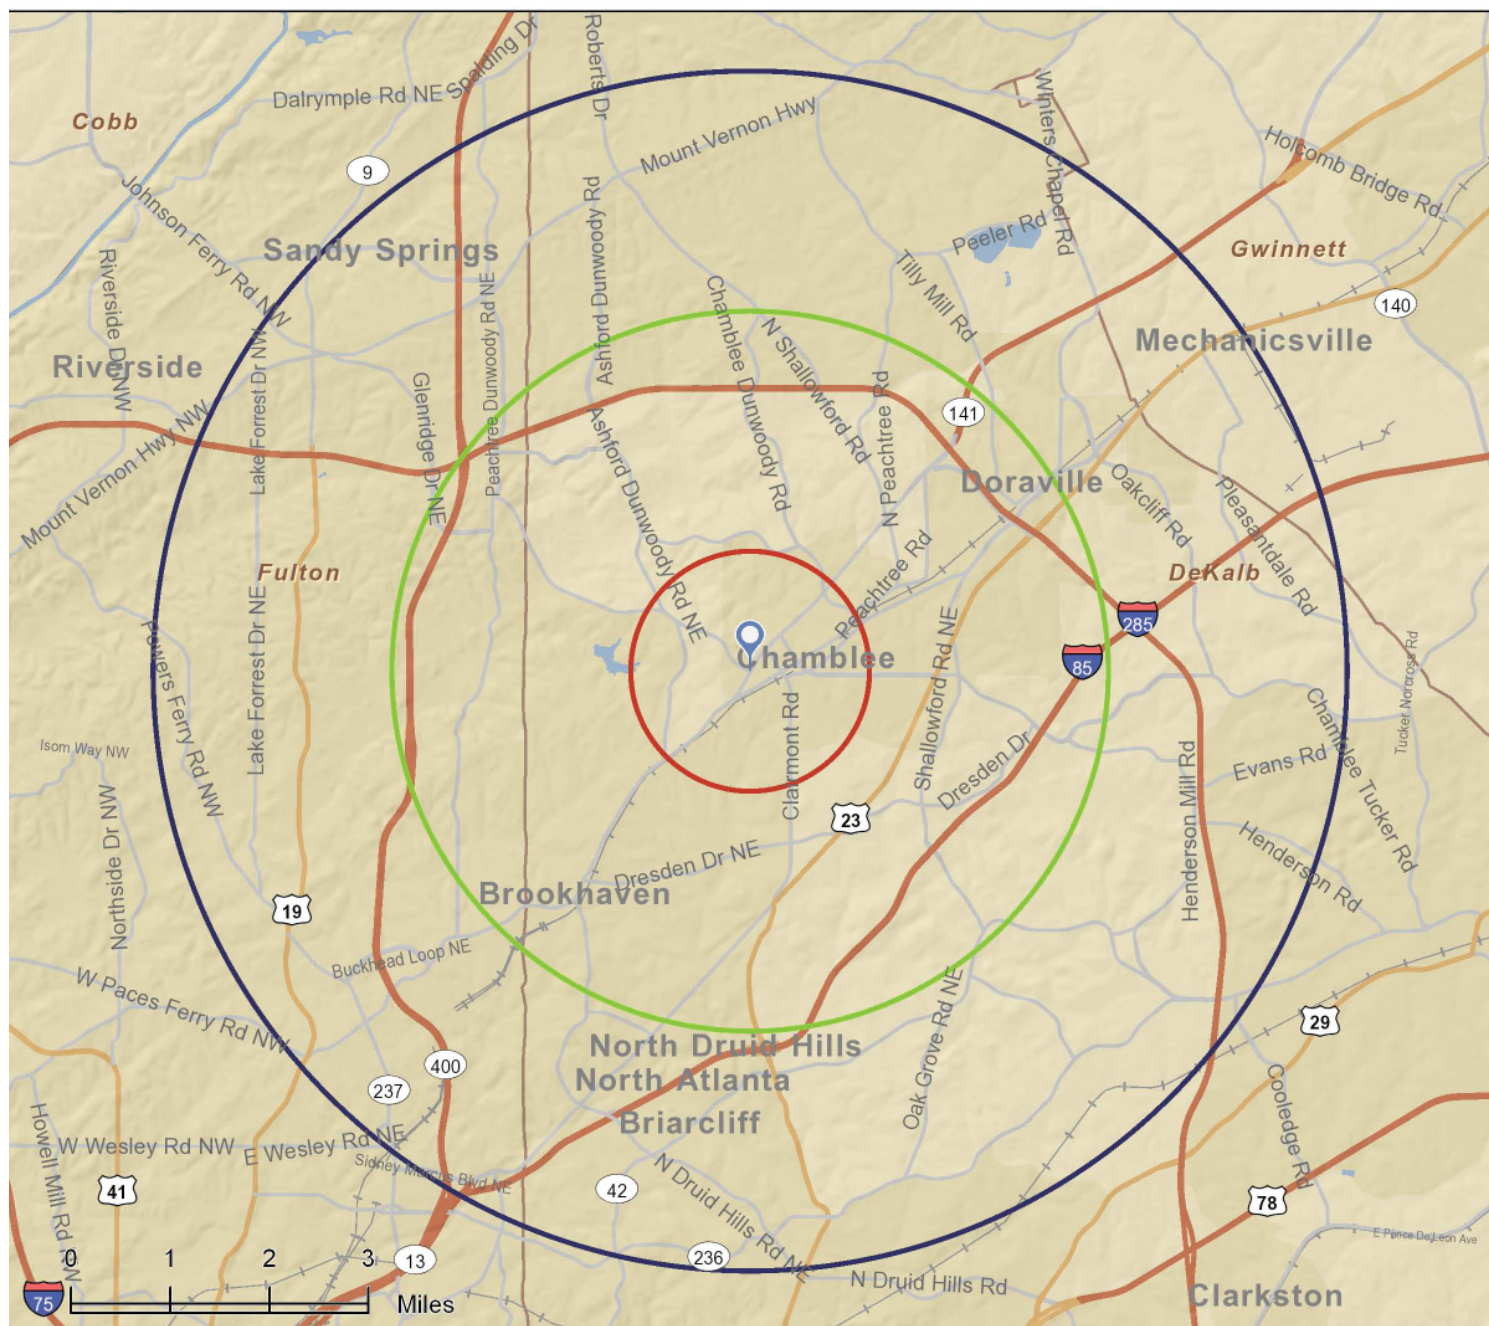 Spalding Dr
Roberts Dr
Dalrymple Rd NE
Cobb
Mount Vernon Hwy
Winters Chapel Rd
Holcomb Bridge Rd
9
Johnson Ferry Rd NW
Sandy Springs
Ashford Dunwoody Rd
Peeler Rd
Gwinnett
Riverside Dr NW
Peachtree Dunwoody Rd NE
Chamblee Dunwoody Rd
Tilly Mill Rd
140
N Shallowford Rd
Mechanicsville
Riverside
Lake Forrest Dr NW
Glenridge Dr NE
N Peachtree Rd
141
Mount Vernon Hwy NW
Ashford Dunwoody Rd NE
Doraville
Oakcliff Rd
Pleasantdale Rd
Fulton
DeKalb
Peachtree Rd
285
Lake Forrest Dr NE
Powers Ferry Rd NW
Chamblee
Shallowford Rd NE
85
Tucker Norcross Rd
Isom Way NW
Clairmont Rd
Dresden Dr
Evans Rd
Chamblee Tucker Rd
Henderson Mill Rd
23
Northside Dr NW
Dresden Dr NE
Henderson Rd
Brookhaven
19
Buckhead Loop NE
W Paces Ferry Rd NW
Oak Grove Rd NE
29
North Druid Hills
400
North Atlanta
237
Cooledge Rd
Howell Mill Rd NW
Briarcliff
W Wesley Rd NW
E Wesley Rd NE
Sidney Marcus Blvd NE
41
42
N Druid Hills Rd NE
78
E Ponce De Leon Ave
0 1 2 3
13
236
N Druid Hills Rd
75
Miles
Clarkston